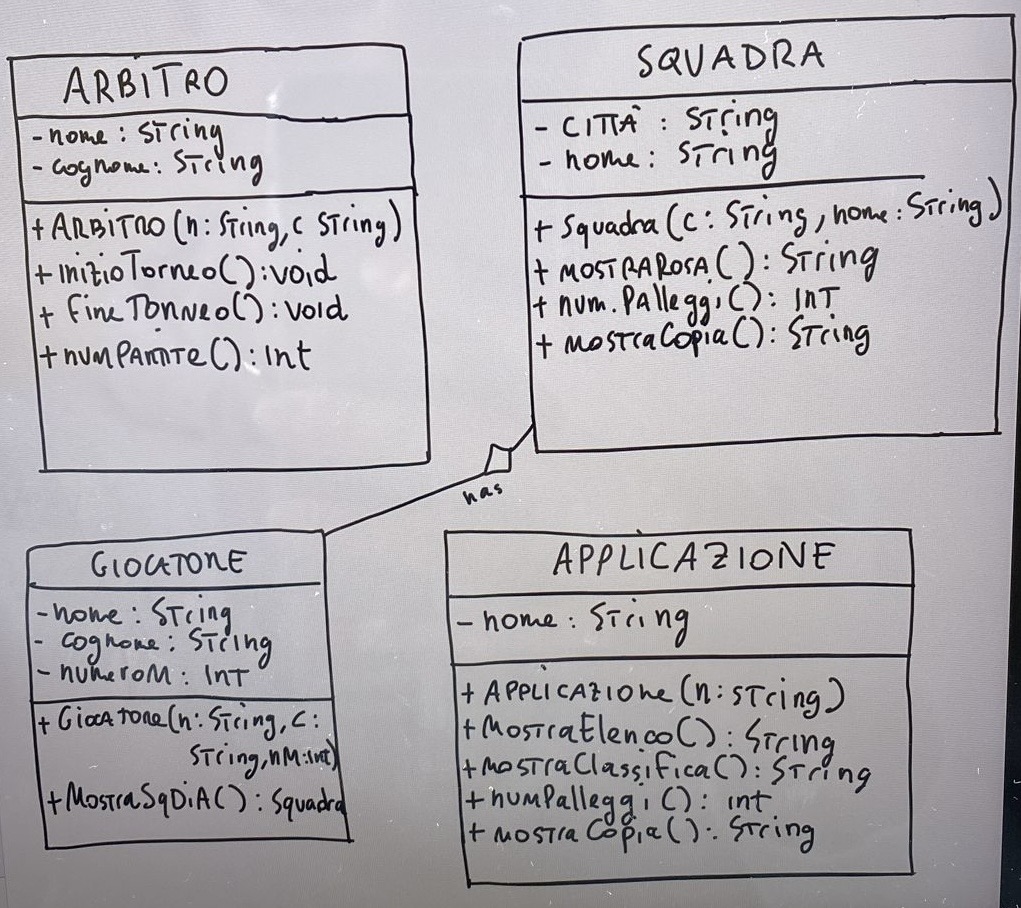 ARBITRO
- nome : String
- cognome : String
+ ARBITRO (n: String, c String)
+ inizioTorneo() : void
+ fine Tonneo() : void
+ numPARTITe() : Int
SQUADRA
- CITTÀ : String
- nome : String
+ Squadra (c : String, nome : String)
+ MOSTRAROSA () : String
+ num.Palleggi () : INT
+ mostraCopia() : String
has
GIOCATORE
- nome : String
- cognome : String
- numeroM : INT
+ GiocATore (n: String, c :
String, nM: int)
+ MostraSqDiA() : Squadra
APPLICAZIONE
- nome : String
+ APPLICAZIONe (n: String)
+ MostraElenco() : String
+ mostraClassifica() : String
+ numPalleggi () : int
+ mostra Copia () : String